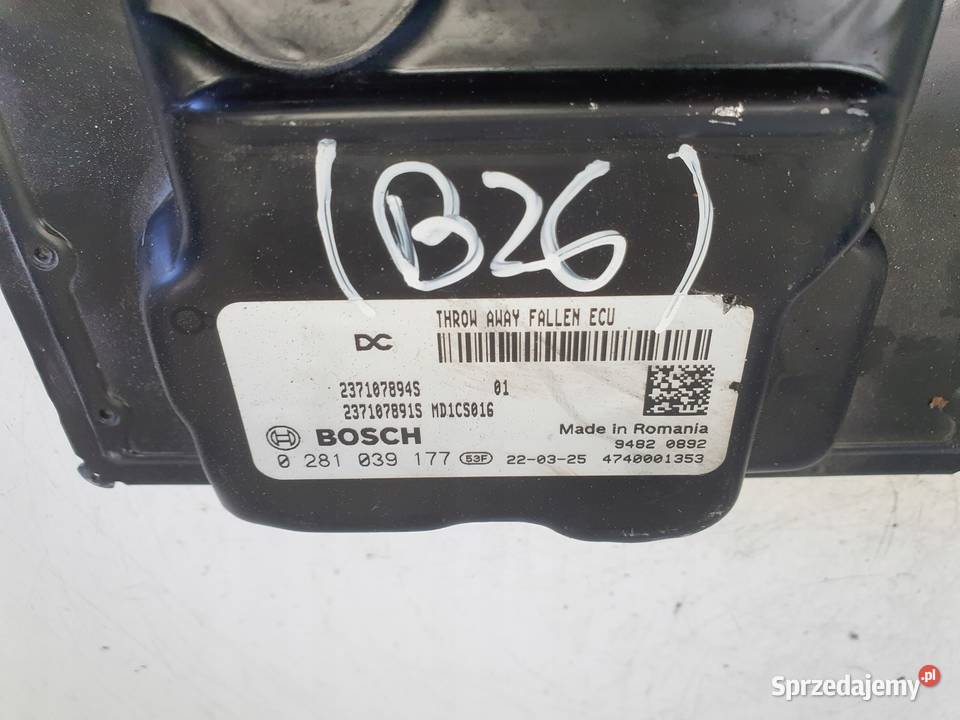 (B26)
THROW AWAY FALLEN ECU
DC
237107894S 01
237107891S MD1CS016
BOSCH
Made in Romania
9482 0892
0 281 039 177 53F 22-03-25 4740001353
Sprzedajemy.pl